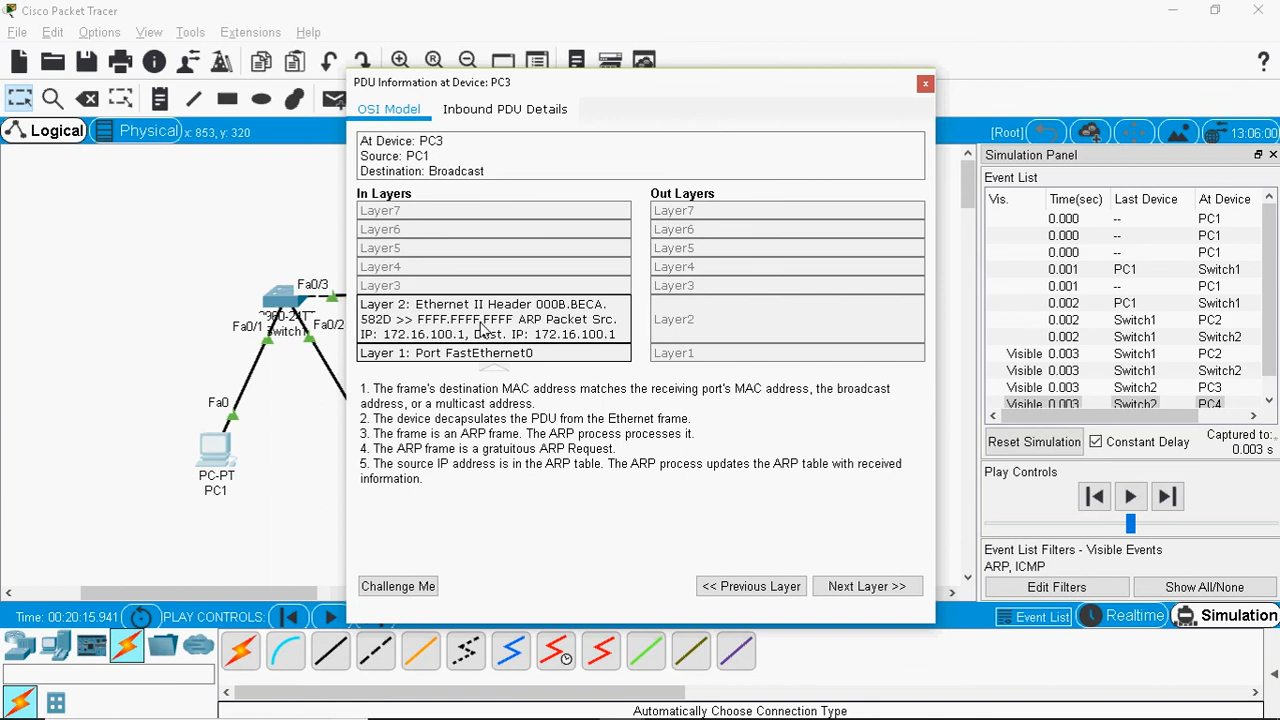 Cisco Packet Tracer
File Edit Options View Tools Extensions Help
PDU Information at Device: PC3
x
OSI Model Inbound PDU Details
Logical Physical x: 853, y: 320
[Root] 13:06:00
At Device: PC3
Source: PC1
Destination: Broadcast
In Layers Out Layers
Layer7 Layer7
Layer6 Layer6
Layer5 Layer5
Layer4 Layer4
Layer3 Layer3
Layer 2: Ethernet II Header 000B.BECA.
582D >> FFFF.FFFF.FFFF ARP Packet Src.
IP: 172.16.100.1, Dest. IP: 172.16.100.1
Layer2
Layer 1: Port FastEthernet0 Layer1
1. The frame's destination MAC address matches the receiving port's MAC address, the broadcast
address, or a multicast address.
2. The device decapsulates the PDU from the Ethernet frame.
3. The frame is an ARP frame. The ARP process processes it.
4. The ARP frame is a gratuitous ARP Request.
5. The source IP address is in the ARP table. The ARP process updates the ARP table with received
information.
Challenge Me << Previous Layer Next Layer >>
Fa0/3
Switch1
Fa0/1 Fa0/2
Fa0
PC-PT
PC1
Simulation Panel
Event List
Vis. Time(sec) Last Device At Device
0.000 -- PC1
0.000 -- PC1
0.000 -- PC1
0.001 PC1 Switch1
0.001 -- PC1
0.002 PC1 Switch1
0.002 Switch1 PC2
0.002 Switch1 Switch2
Visible 0.003 Switch1 PC2
Visible 0.003 Switch1 Switch2
Visible 0.003 Switch2 PC3
Visible 0.003 Switch2 PC4
Reset Simulation Constant Delay Captured to:
0.003 s
Play Controls
Event List Filters - Visible Events
ARP, ICMP
Edit Filters Show All/None
Time: 00:20:15.941 PLAY CONTROLS: Event List Realtime Simulation
Automatically Choose Connection Type